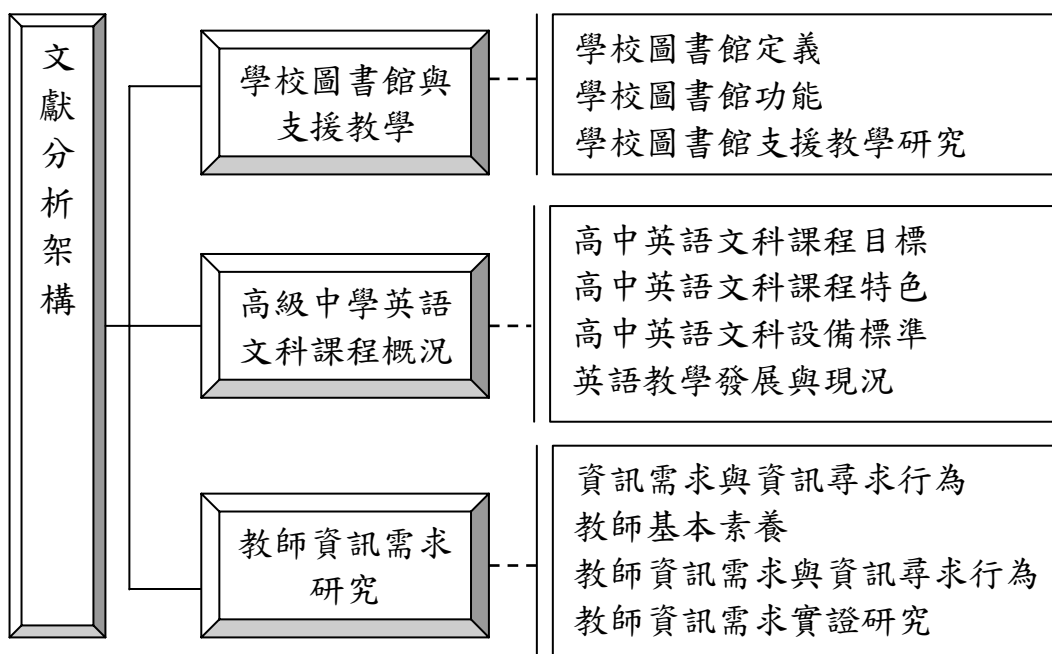 文獻分析架構
學校圖書館與
支援教學
學校圖書館定義
學校圖書館功能
學校圖書館支援教學研究
高級中學英語
文科課程概況
高中英語文科課程目標
高中英語文科課程特色
高中英語文科設備標準
英語教學發展與現況
教師資訊需求
研究
資訊需求與資訊尋求行為
教師基本素養
教師資訊需求與資訊尋求行為
教師資訊需求實證研究